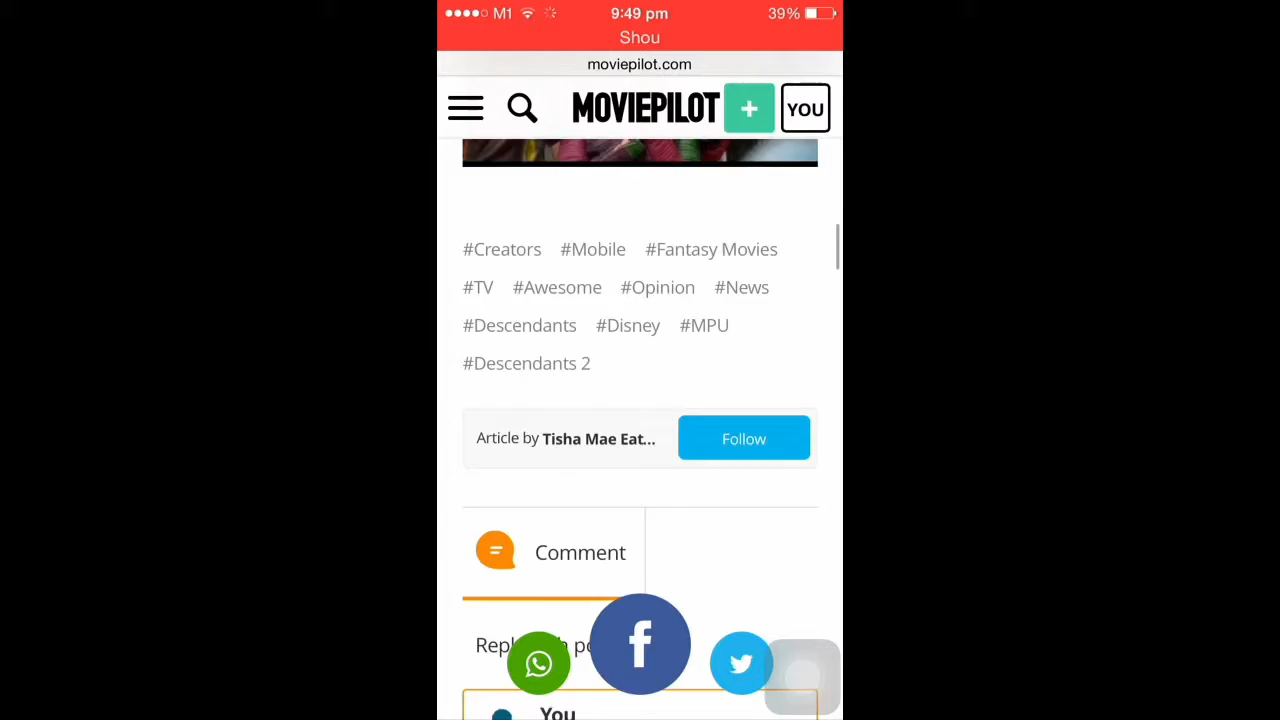 M1 9:49 pm 39%
Shou
moviepilot.com
MOVIEPILOT + YOU
#Creators #Mobile #Fantasy Movies
#TV #Awesome #Opinion #News
#Descendants #Disney #MPU
#Descendants 2
Article by Tisha Mae Eat... Follow
Comment
You